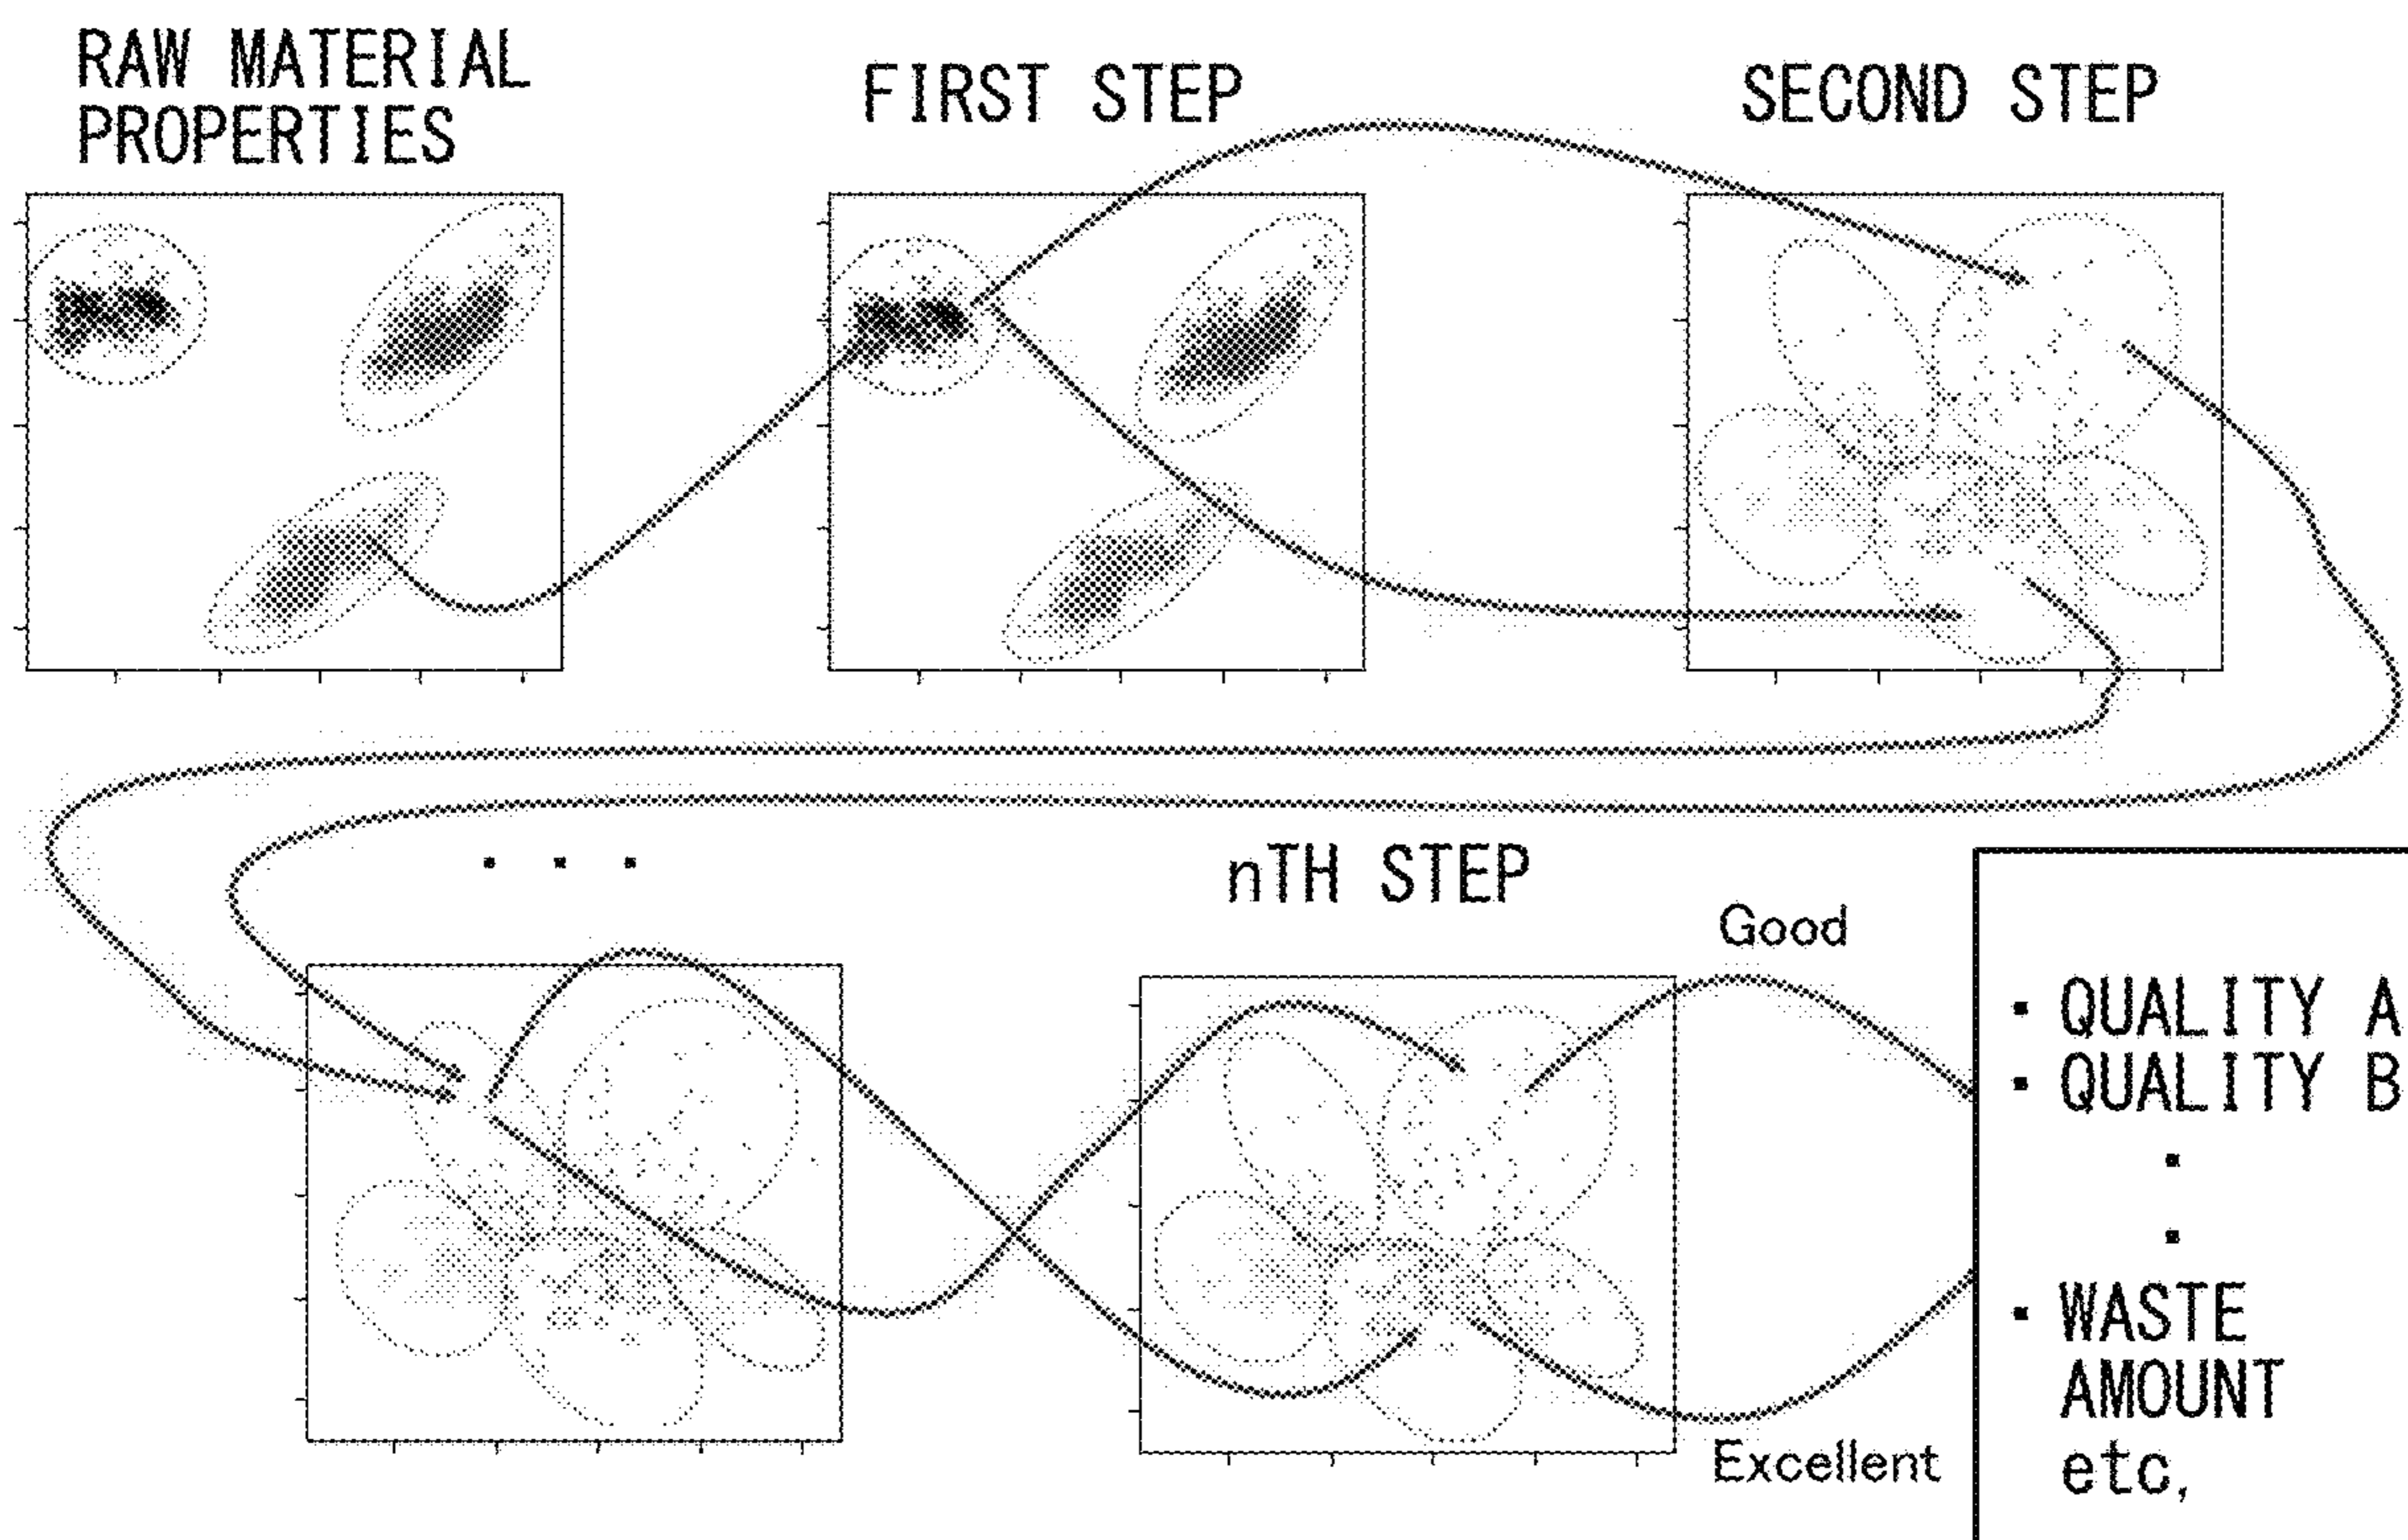 RAW MATERIAL
PROPERTIES
FIRST STEP
SECOND STEP
・・・
nTH STEP
Good
Excellent
・QUALITY A
・QUALITY B
・
・
・WASTE
AMOUNT
etc,